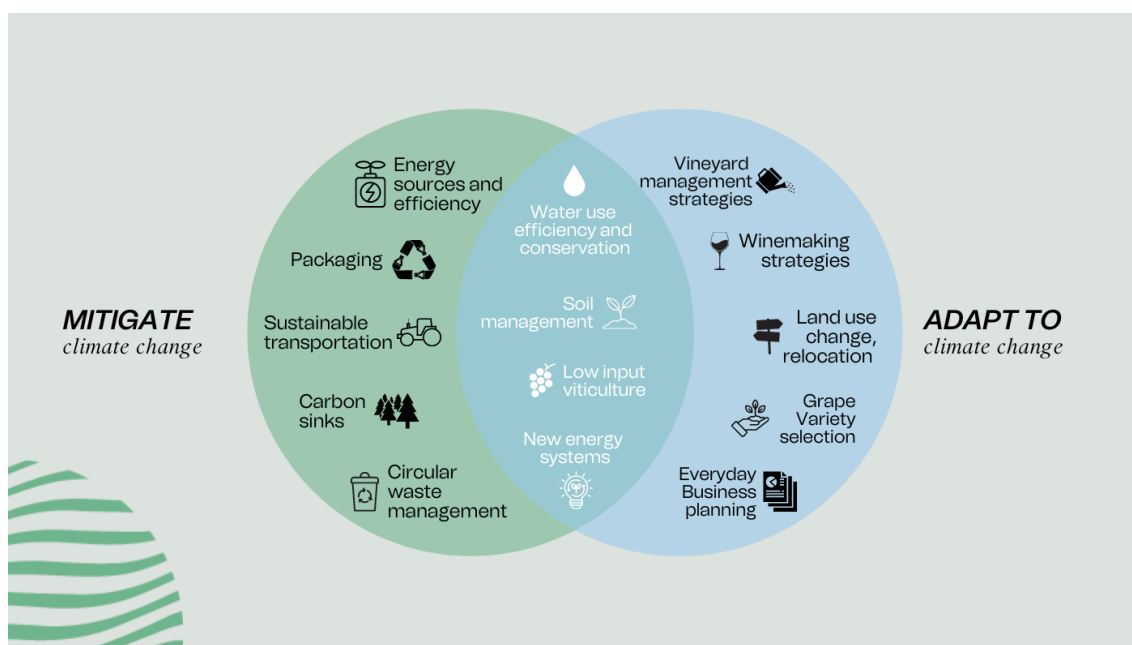 MITIGATE
climate change
Energy
sources and
efficiency
Packaging
Sustainable
transportation
Carbon
sinks
Circular
waste
management
Water use
efficiency and
conservation
Soil
management
Low input
viticulture
New energy
systems
Vineyard
management
strategies
Winemaking
strategies
Land use
change,
relocation
Grape
Variety
selection
Everyday
Business
planning
ADAPT TO
climate change